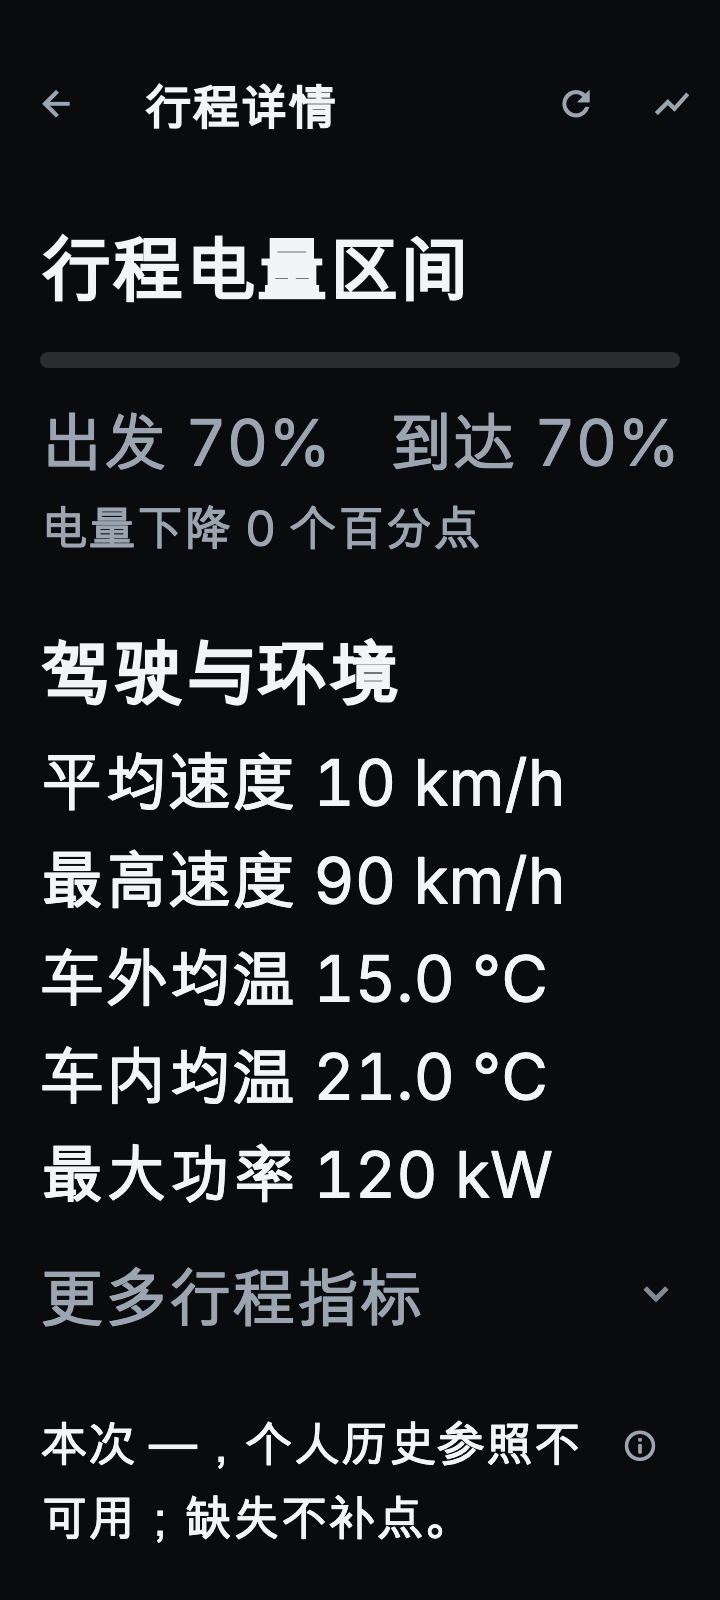 行程详情
行程电量区间
出发 70% 到达 70%
电量下降 0 个百分点
驾驶与环境
平均速度 10 km/h
最高速度 90 km/h
车外均温 15.0 °C
车内均温 21.0 °C
最大功率 120 kW
更多行程指标
本次 —，个人历史参照不
可用；缺失不补点。